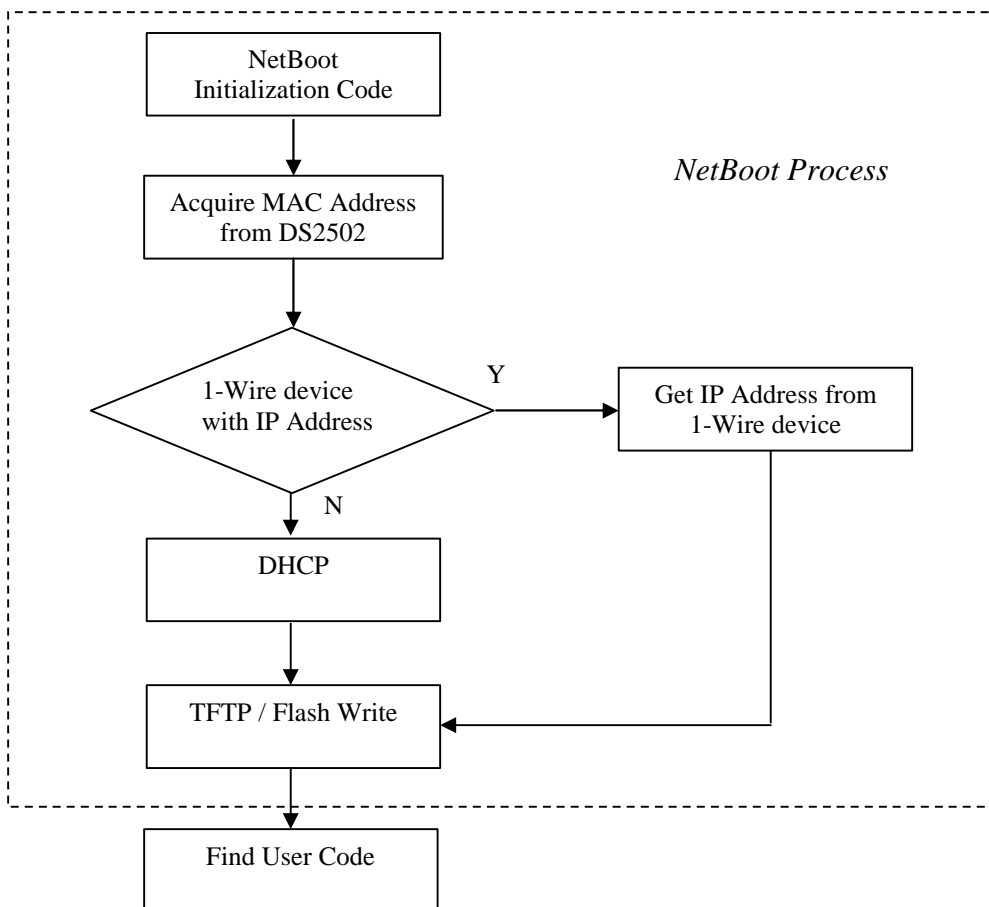 NetBoot
Initialization Code
NetBoot Process
Acquire MAC Address
from DS2502
1-Wire device
with IP Address
Y
Get IP Address from
1-Wire device
N
DHCP
TFTP / Flash Write
Find User Code